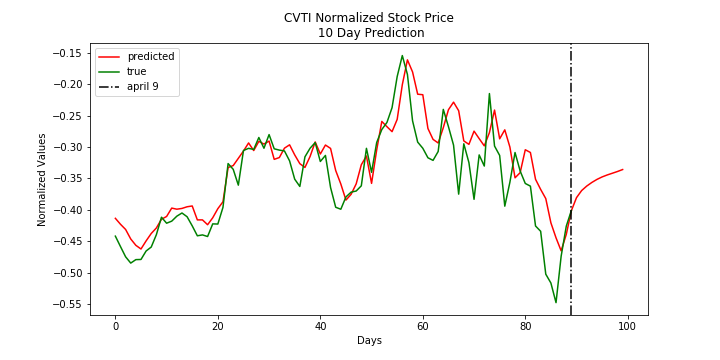 CVTI Normalized Stock Price
10 Day Prediction
predicted
true
april 9
Normalized Values
−0.15
−0.20
−0.25
−0.30
−0.35
−0.40
−0.45
−0.50
−0.55
0 20 40 60 80 100
Days